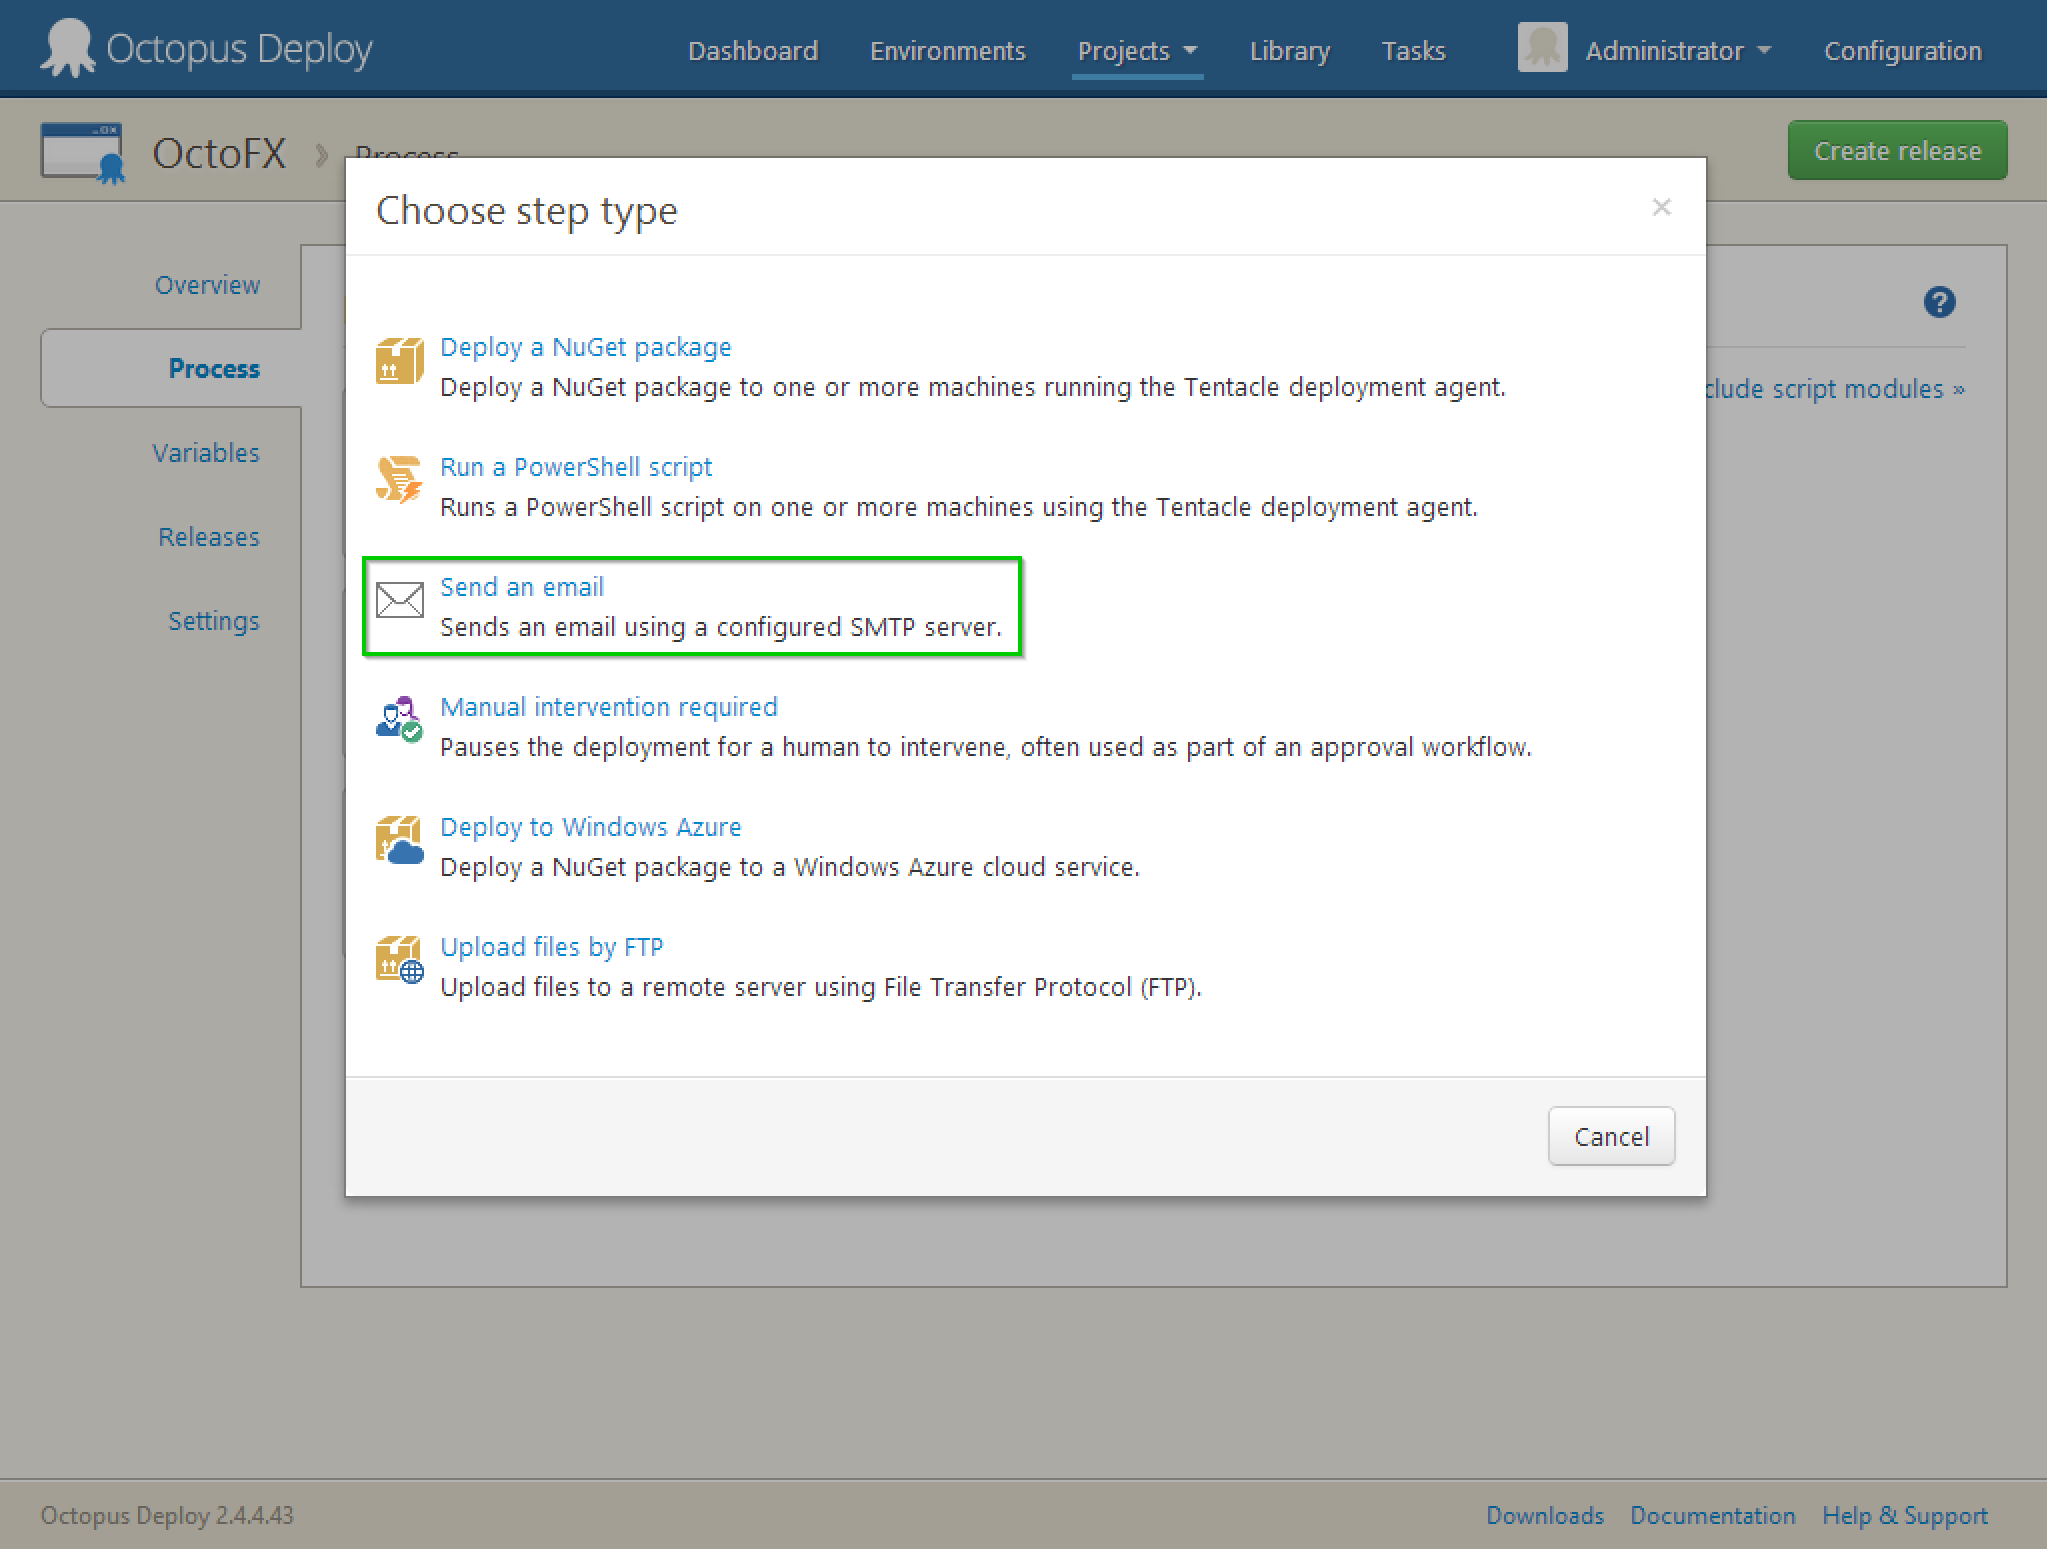 Octopus Deploy
Dashboard
Environments
Projects
Library
Tasks
Administrator
Configuration
OctoFX
Process
Create release
Choose step type
Overview
Process
Variables
Releases
Settings
Deploy a NuGet package
Deploy a NuGet package to one or more machines running the Tentacle deployment agent.
clude script modules »
Run a PowerShell script
Runs a PowerShell script on one or more machines using the Tentacle deployment agent.
Send an email
Sends an email using a configured SMTP server.
Manual intervention required
Pauses the deployment for a human to intervene, often used as part of an approval workflow.
Deploy to Windows Azure
Deploy a NuGet package to a Windows Azure cloud service.
Upload files by FTP
Upload files to a remote server using File Transfer Protocol (FTP).
Cancel
Octopus Deploy 2.4.4.43
Downloads
Documentation
Help & Support